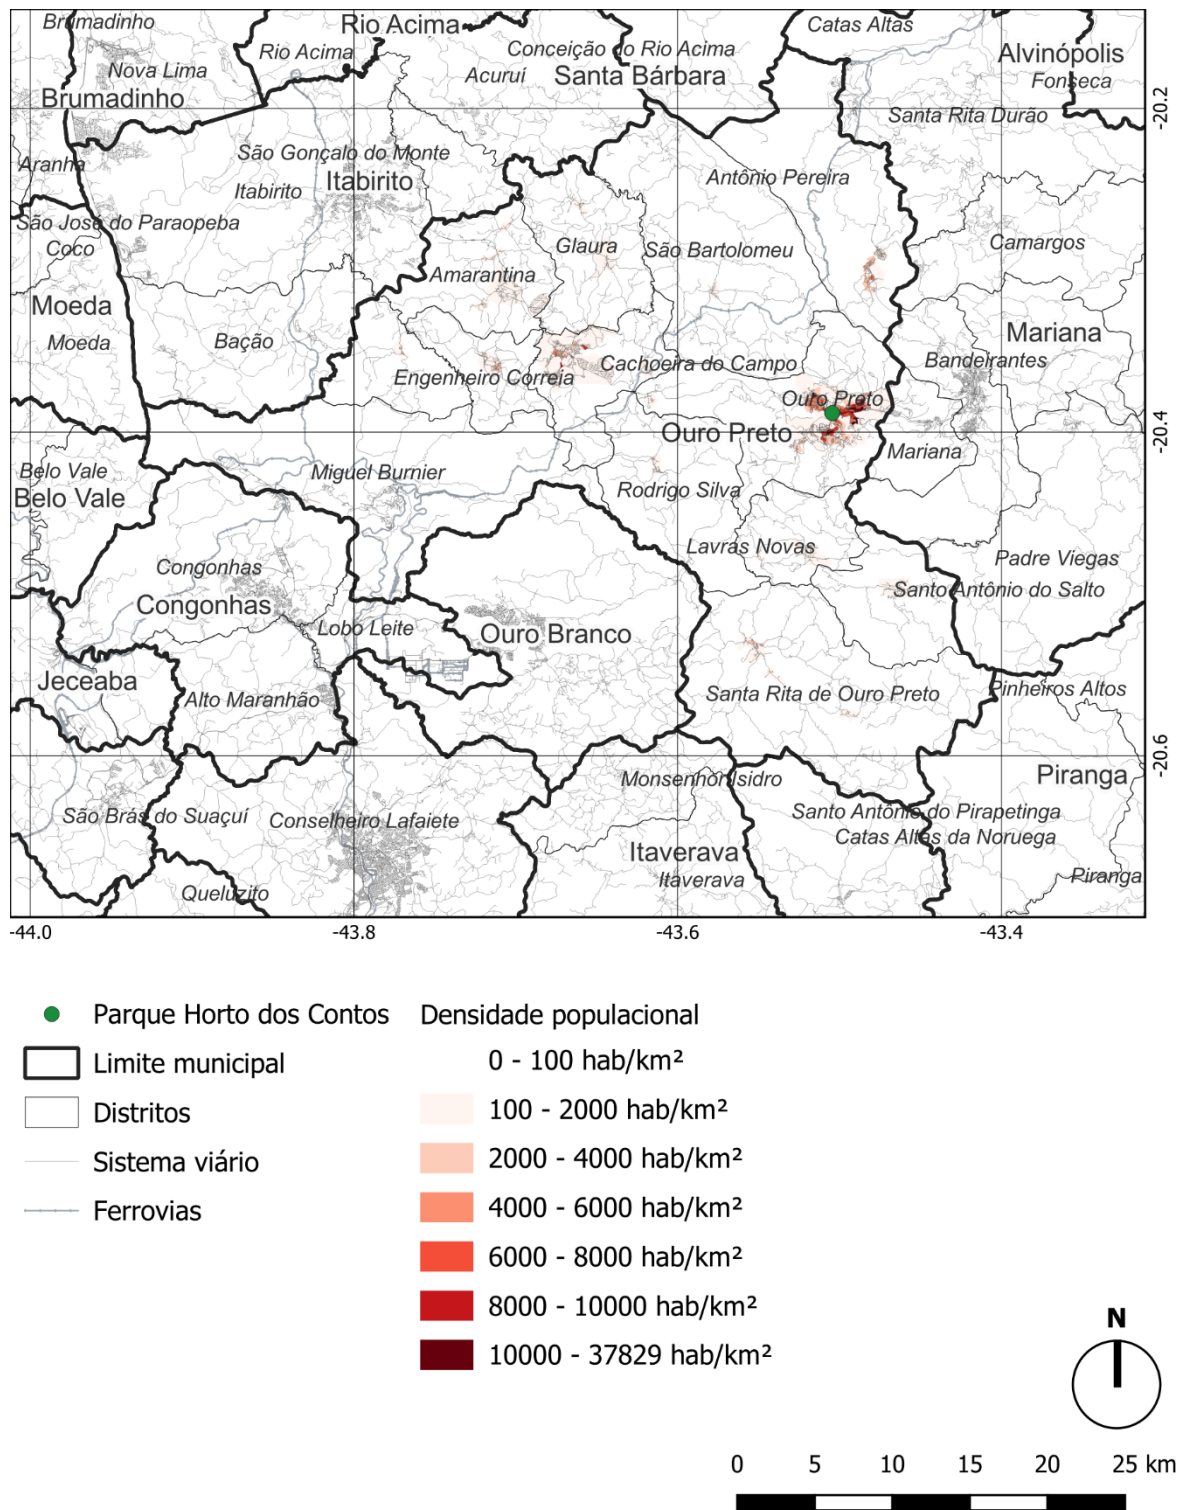 Brumadinho
Rio Acima
Catas Altas
Rio Acima
Conceição do Rio Acima
Alvinópolis
Nova Lima
Acuruí
Santa Bárbara
Fonseca
Brumadinho
Santa Rita Durão
-20.2
Aranha
São Gonçalo do Monte
Itabirito
Itabirito
Antônio Pereira
São José do Paraopeba
Coco
Glaura
São Bartolomeu
Camargos
Amarantina
Moeda
Moeda
Bação
Mariana
Bandeirantes
Engenheiro Correia
Cachoeira do Campo
Ouro Preto
Ouro Preto
-20.4
Mariana
Belo Vale
Belo Vale
Miguel Burnier
Rodrigo Silva
Lavras Novas
Padre Viegas
Congonhas
Congonhas
Santo Antônio do Salto
Lobo Leite
Ouro Branco
Jeceaba
Alto Maranhão
Santa Rita de Ouro Preto
Pinheiros Altos
-20.6
Monsenhor Isidro
Piranga
São Brás do Suaçuí
Conselheiro Lafaiete
Santo Antônio do Pirapetinga
Catas Altas da Noruega
Itaverava
Itaverava
Piranga
Queluzito
-44.0
-43.8
-43.6
-43.4
Parque Horto dos Contos
Limite municipal
Distritos
Sistema viário
Ferrovias
Densidade populacional
0 - 100 hab/km²
100 - 2000 hab/km²
2000 - 4000 hab/km²
4000 - 6000 hab/km²
6000 - 8000 hab/km²
8000 - 10000 hab/km²
10000 - 37829 hab/km²
N
0 5 10 15 20 25 km